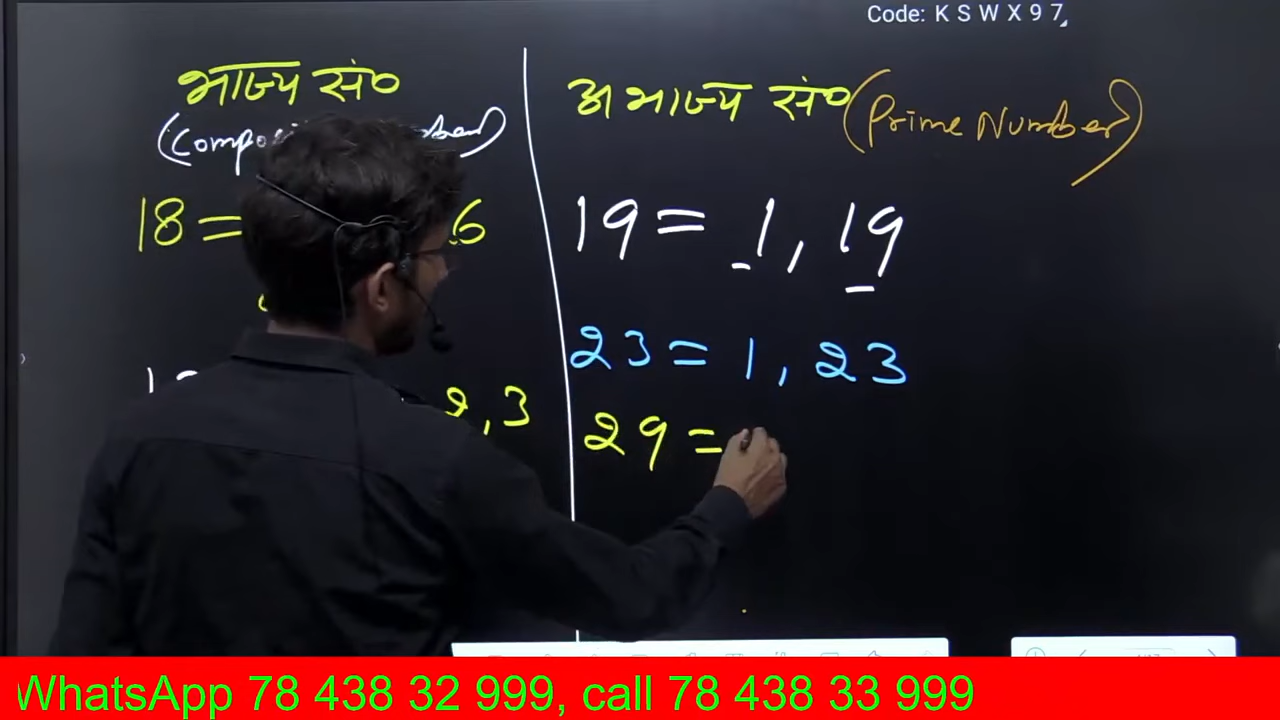 Code: K S W X 9 7
भाज्य सं०
अभाज्य सं० (Prime Number)
18 = 6
19 = 1, 19
23 = 1, 23
2, 3
29 =
WhatsApp 78 438 32 999, call 78 438 33 999